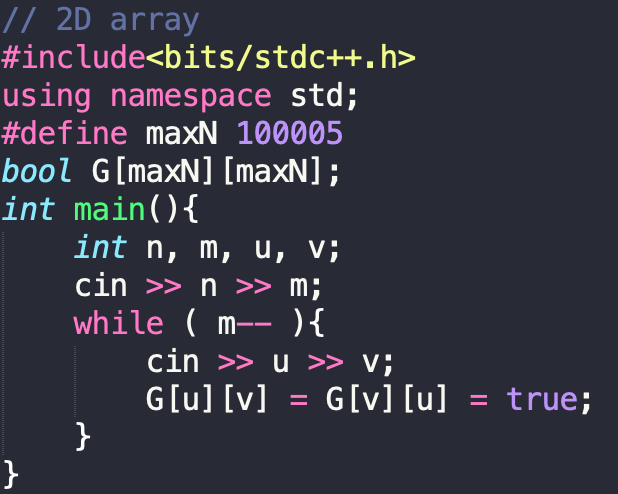 // 2D array
#include<bits/stdc++.h>
using namespace std;
#define maxN 100005
bool G[maxN][maxN];
int main(){
    int n, m, u, v;
    cin >> n >> m;
    while ( m-- ){
        cin >> u >> v;
        G[u][v] = G[v][u] = true;
    }
}